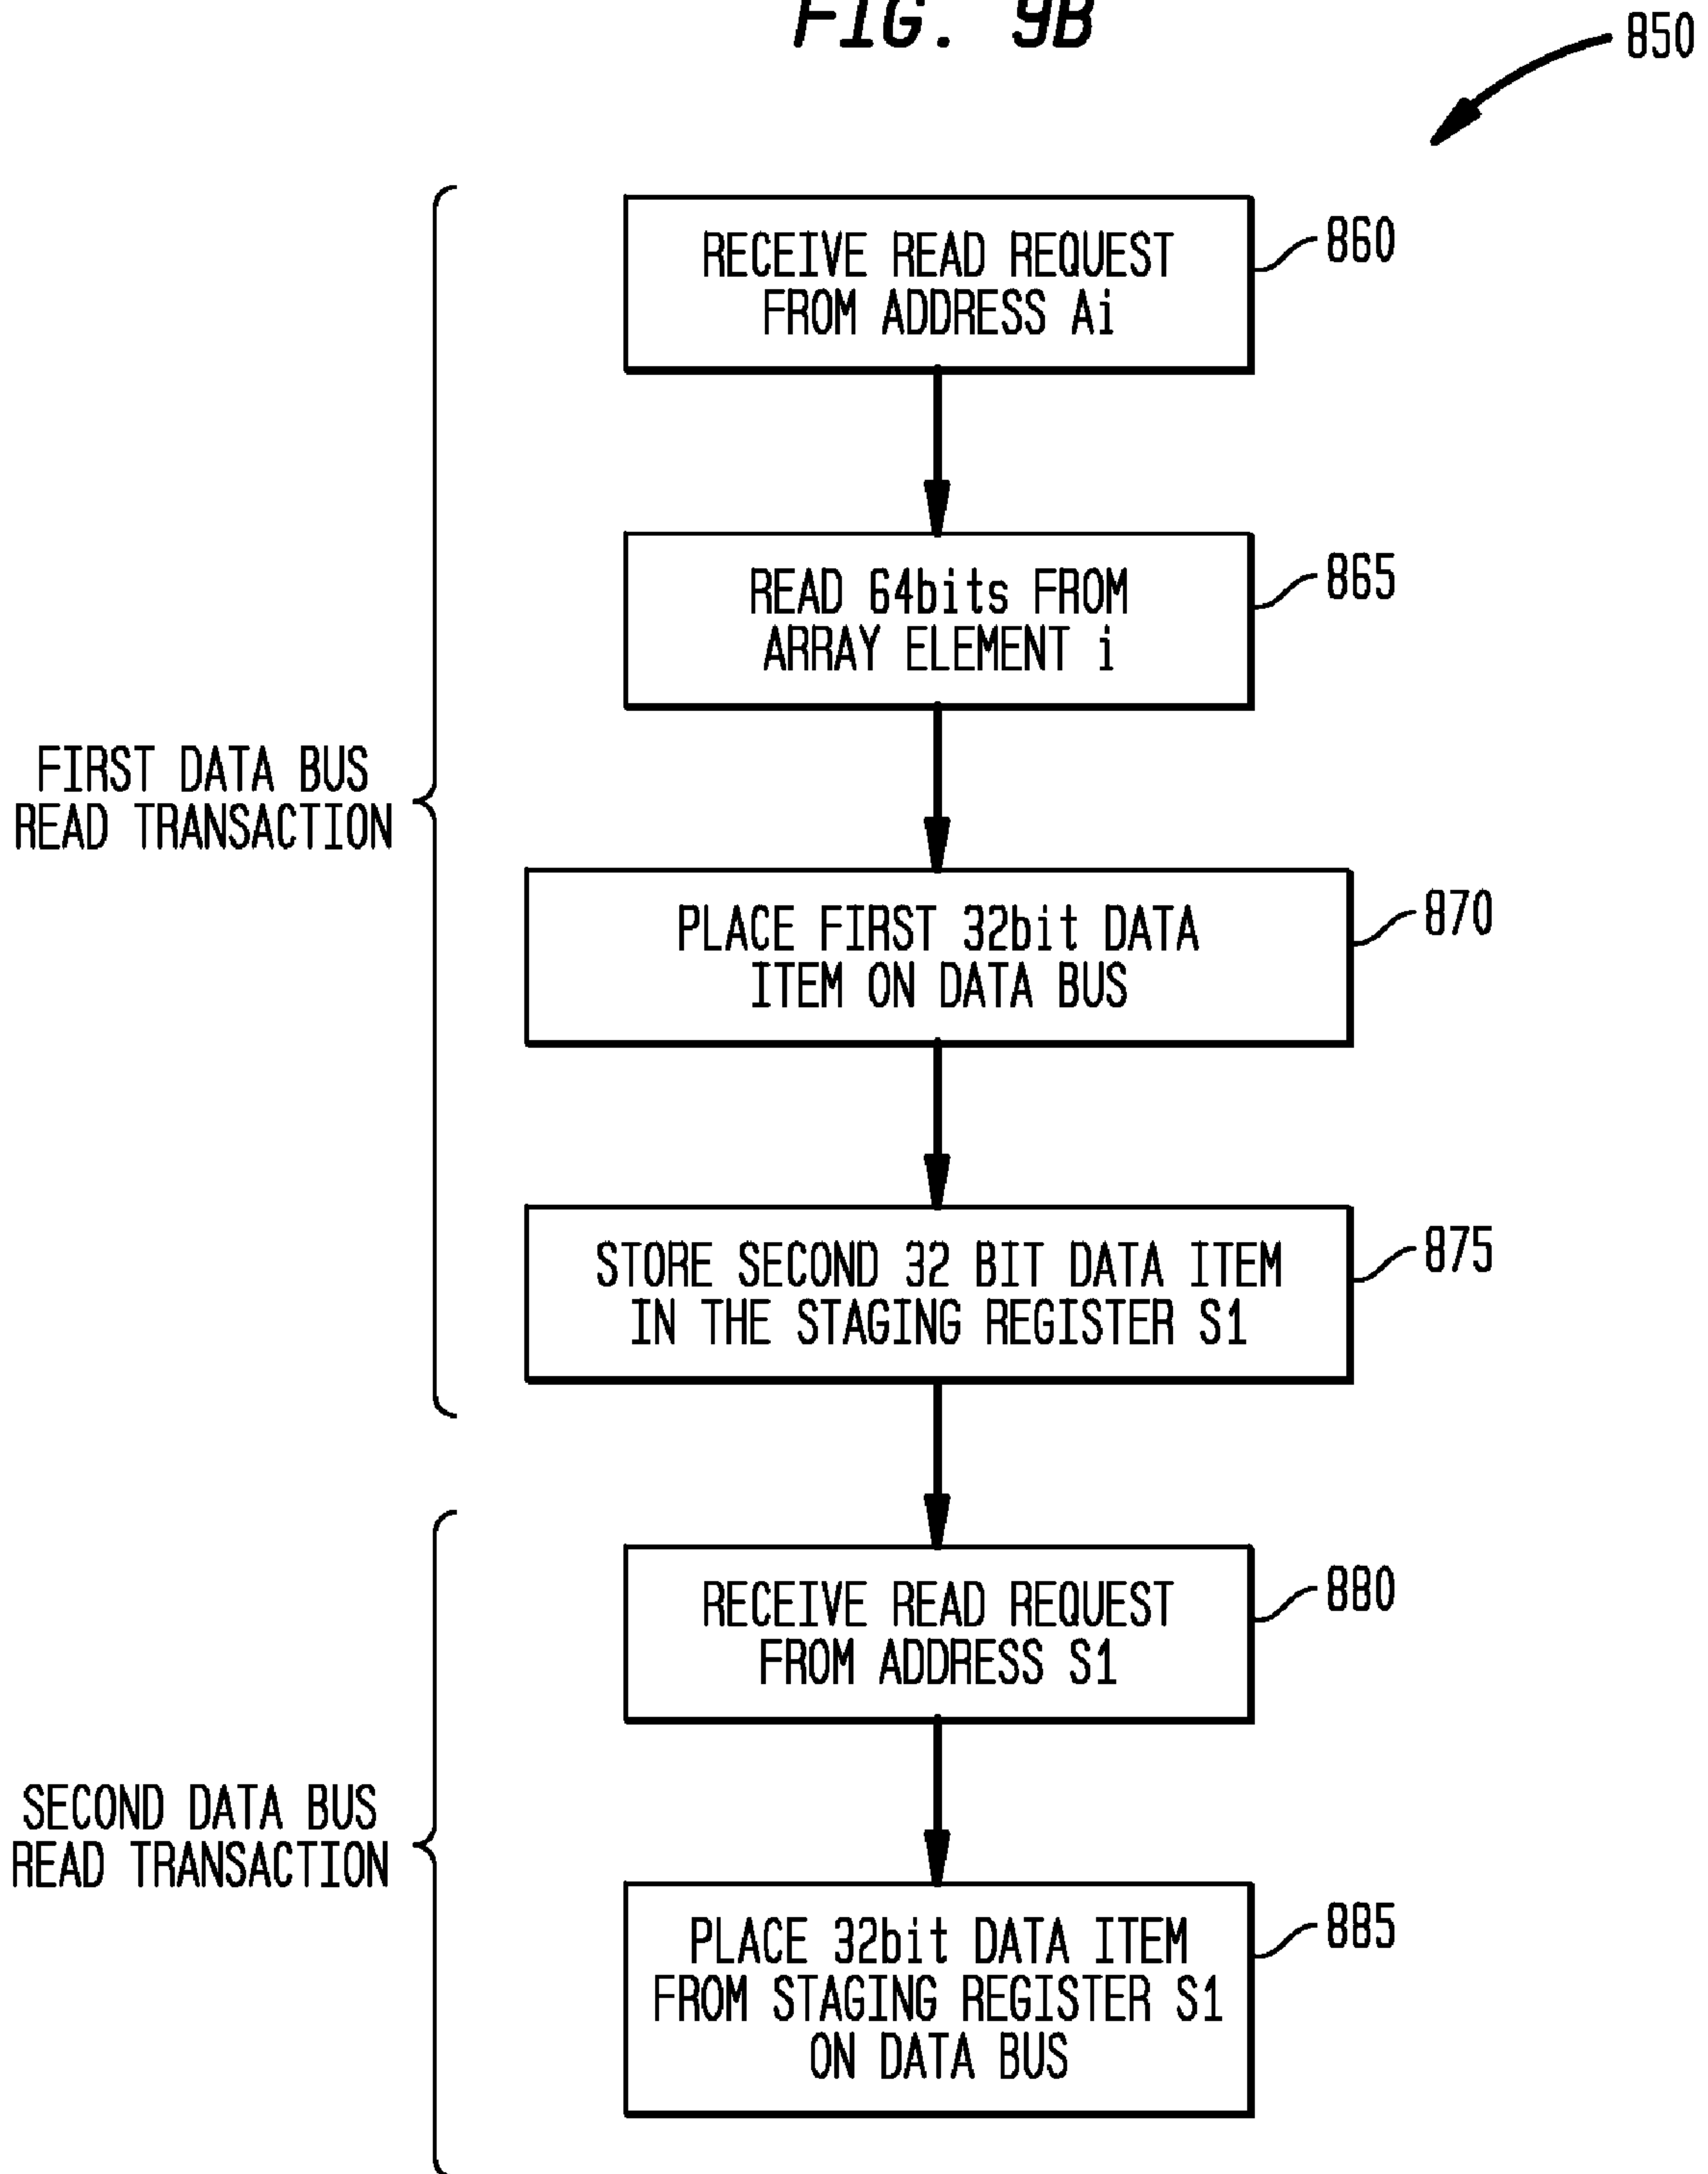 FIG. 9B
850
RECEIVE READ REQUEST
FROM ADDRESS Ai
860
READ 64bits FROM
ARRAY ELEMENT i
865
FIRST DATA BUS
READ TRANSACTION
PLACE FIRST 32bit DATA
ITEM ON DATA BUS
870
STORE SECOND 32 BIT DATA ITEM
IN THE STAGING REGISTER S1
875
RECEIVE READ REQUEST
FROM ADDRESS S1
880
SECOND DATA BUS
READ TRANSACTION
PLACE 32bit DATA ITEM
FROM STAGING REGISTER S1
ON DATA BUS
885